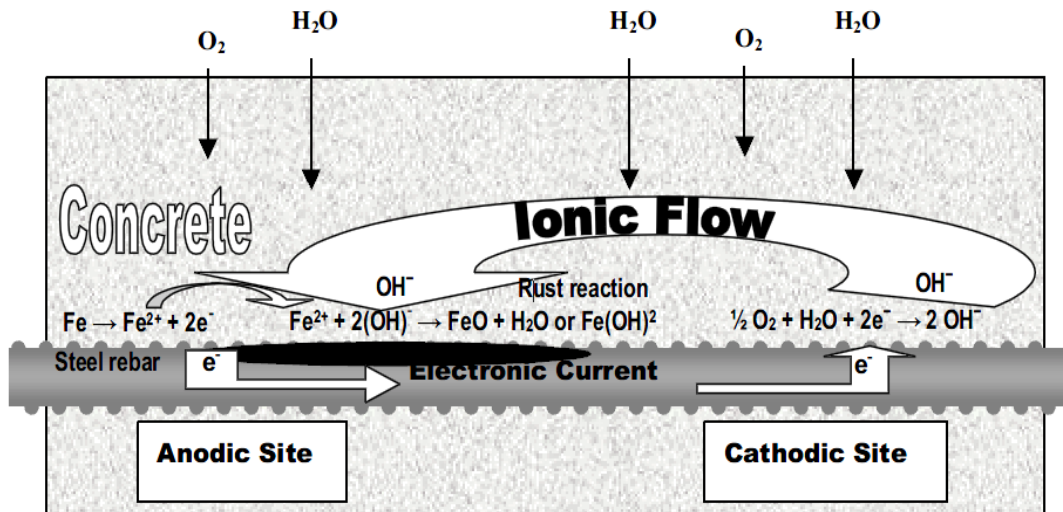 O₂ H₂O H₂O O₂ H₂O
Concrete
Ionic Flow
OH⁻ OH⁻
Rust reaction
Fe → Fe²⁺ + 2e⁻ Fe²⁺ + 2(OH)⁻ → FeO + H₂O or Fe(OH)² ½ O₂ + H₂O + 2e⁻ → 2 OH⁻
Steel rebar e⁻ Electronic Current e⁻
Anodic Site Cathodic Site